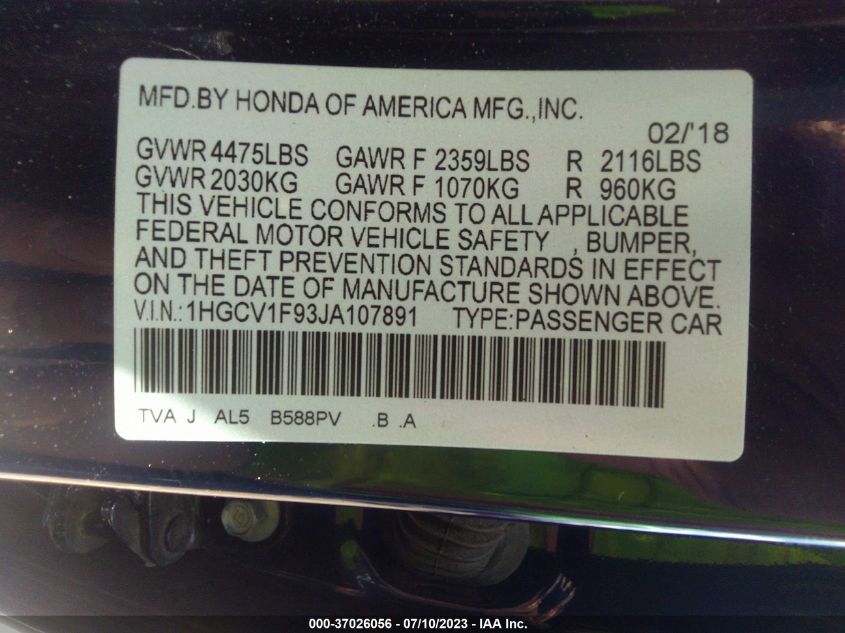 MFD.BY HONDA OF AMERICA MFG.,INC.
02/'18
GVWR 4475LBS GAWR F 2359LBS R 2116LBS
GVWR 2030KG GAWR F 1070KG R 960KG
THIS VEHICLE CONFORMS TO ALL APPLICABLE
FEDERAL MOTOR VEHICLE SAFETY , BUMPER,
AND THEFT PREVENTION STANDARDS IN EFFECT
ON THE DATE OF MANUFACTURE SHOWN ABOVE.
V.I.N.:1HGCV1F93JA107891 TYPE:PASSENGER CAR
TVA J AL5 B588PV .B .A
000-37026056 - 07/10/2023 - IAA Inc.